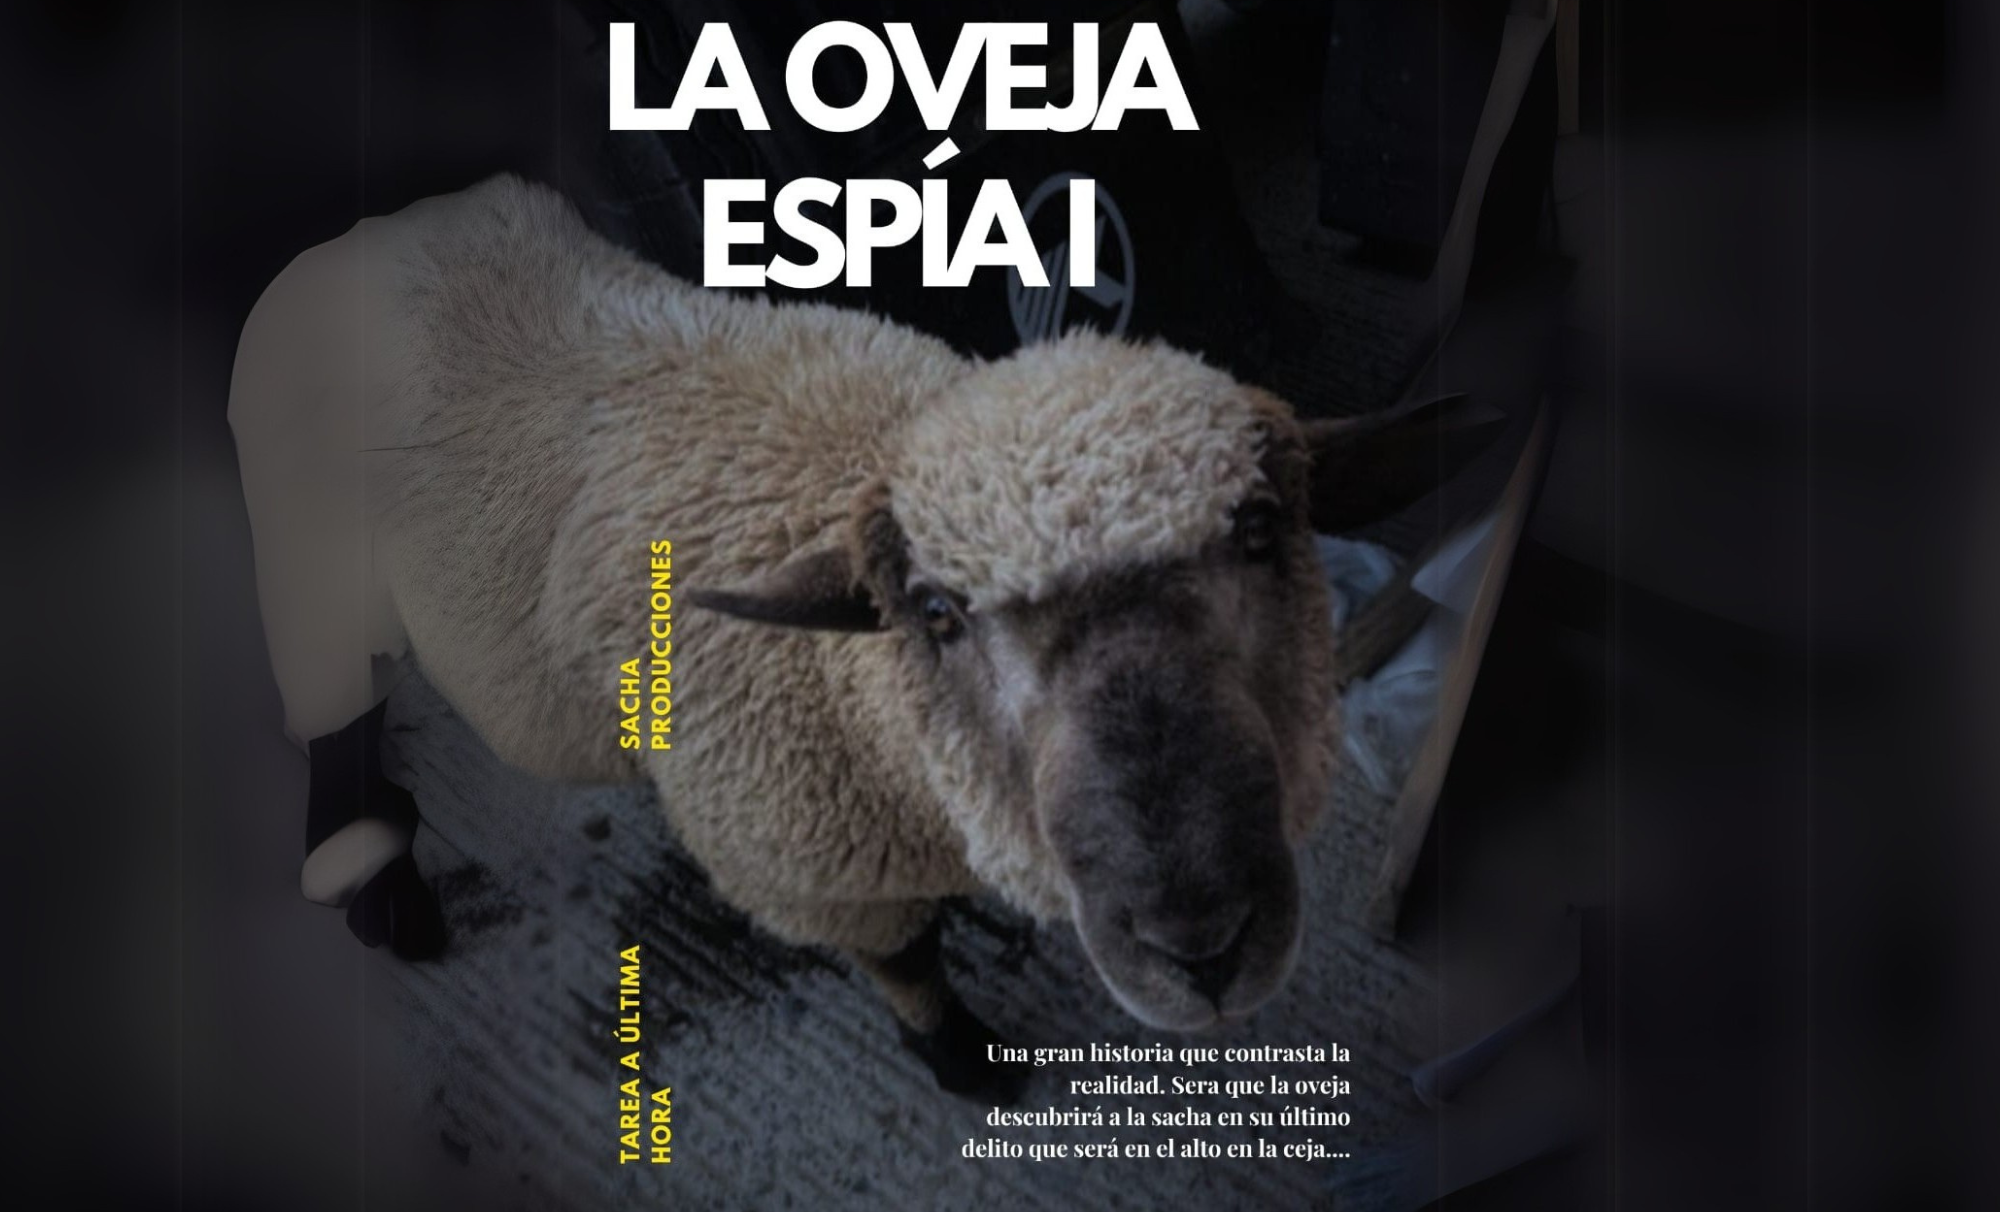 LA OVEJA
ESPÍA I
SACHA
PRODUCCIONES
TAREA A ÚLTIMA
HORA
Una gran historia que contrasta la
realidad. Sera que la oveja
descubrirá a la sacha en su último
delito que será en el alto en la ceja....